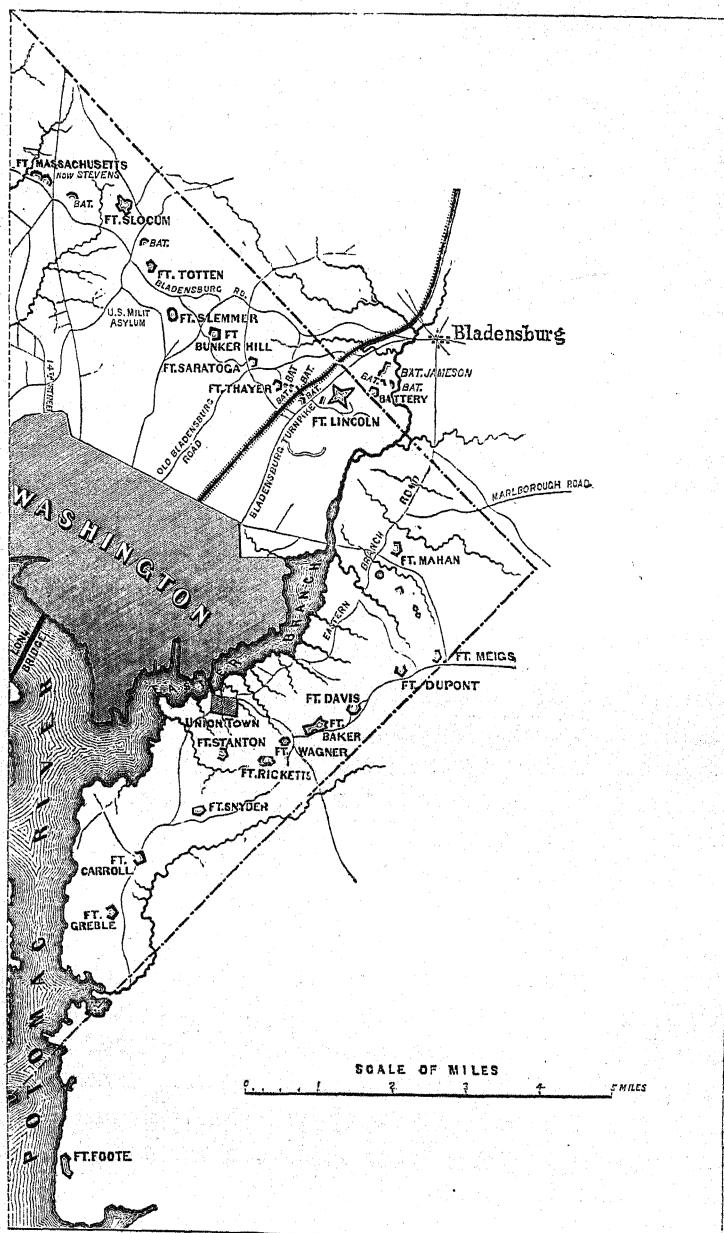 FT. MASSACHUSETTS
NOW STEVENS
BAT.
FT. SLOCUM
BAT.
FT. TOTTEN
BLADENSBURG RD.
U.S. MILIT
ASYLUM
FT. SLEMMER
FT
BUNKER HILL
Bladensburg
FT. SARATOGA
BAT. JAMESON
BAT.
BAT.
BATTERY
FT. THAYER
BAT.
BAT
BAT.
BAT.
FT. LINCOLN
14TH STREET
OLD BLADENSBURG
ROAD
BLADENSBURG TURNPIKE
MARLBOROUGH ROAD
WASHINGTON
BRANCH ROAD
FT. MAHAN
EASTERN
EASTERN BRANCH
LONG
BRIDGE
FT. MEIGS
FT. DUPONT
FT. DAVIS
UNION TOWN
FT.
BAKER
FT. STANTON
FT.
WAGNER
FT. RICKETTS
FT. SNYDER
FT.
CARROLL
FT.
GREBLE
POTOMAC RIVER
SCALE OF MILES
0. 1. 2 3 4 5 MILES
FT. FOOTE